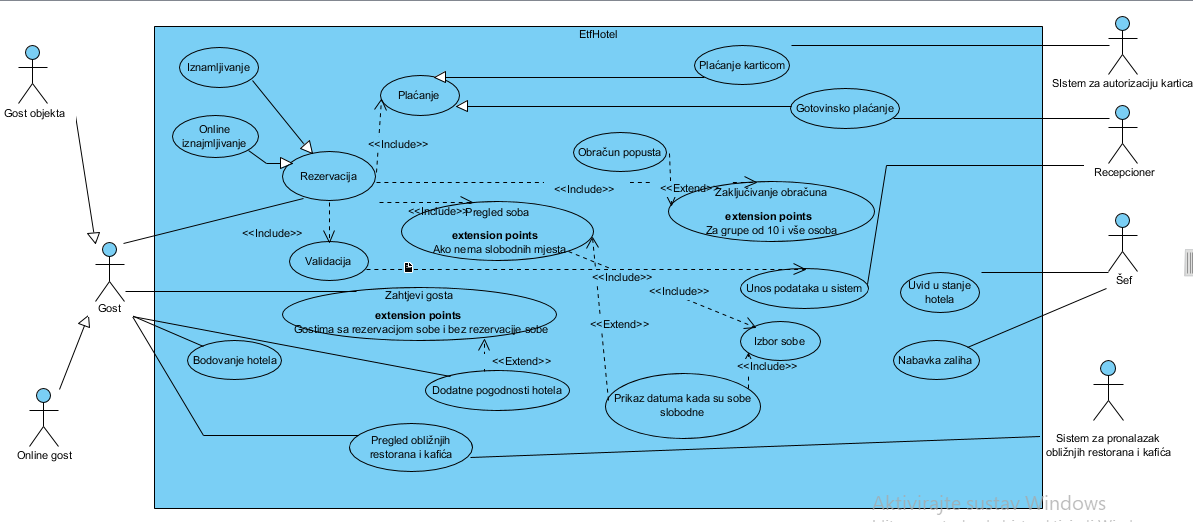 EtfHotel
Gost objekta
Iznamljivanje
Online
iznajmljivanje
Rezervacija
Plaćanje
Plaćanje karticom
Gotovinsko plaćanje
SIstem za autorizaciju kartica
Recepcioner
<<Include>>
Obračun popusta
<<Include>>
<<Extend>>
Zaključivanje obračuna
extension points
Za grupe od 10 i vše osoba
<<Include>>
Pregled soba
extension points
Ako nema slobodnih mjesta
<<Include>>
Validacija
<<Include>>
<<Include>>
Unos podataka u sistem
Uvid u stanje
hotela
Šef
Gost
Zahtjevi gosta
extension points
Gostima sa rezervacijom sobe i bez rezervacije sobe
<<Extend>>
Izbor sobe
<<Include>>
Bodovanje hotela
<<Extend>>
Dodatne pogodnosti hotela
Prikaz datuma kada su sobe
slobodne
Nabavka zaliha
Online gost
Pregled obližnjih
restorana i kafića
Sistem za pronalazak
obližnjih restorana i kafića
Aktivirajte sustav Windows